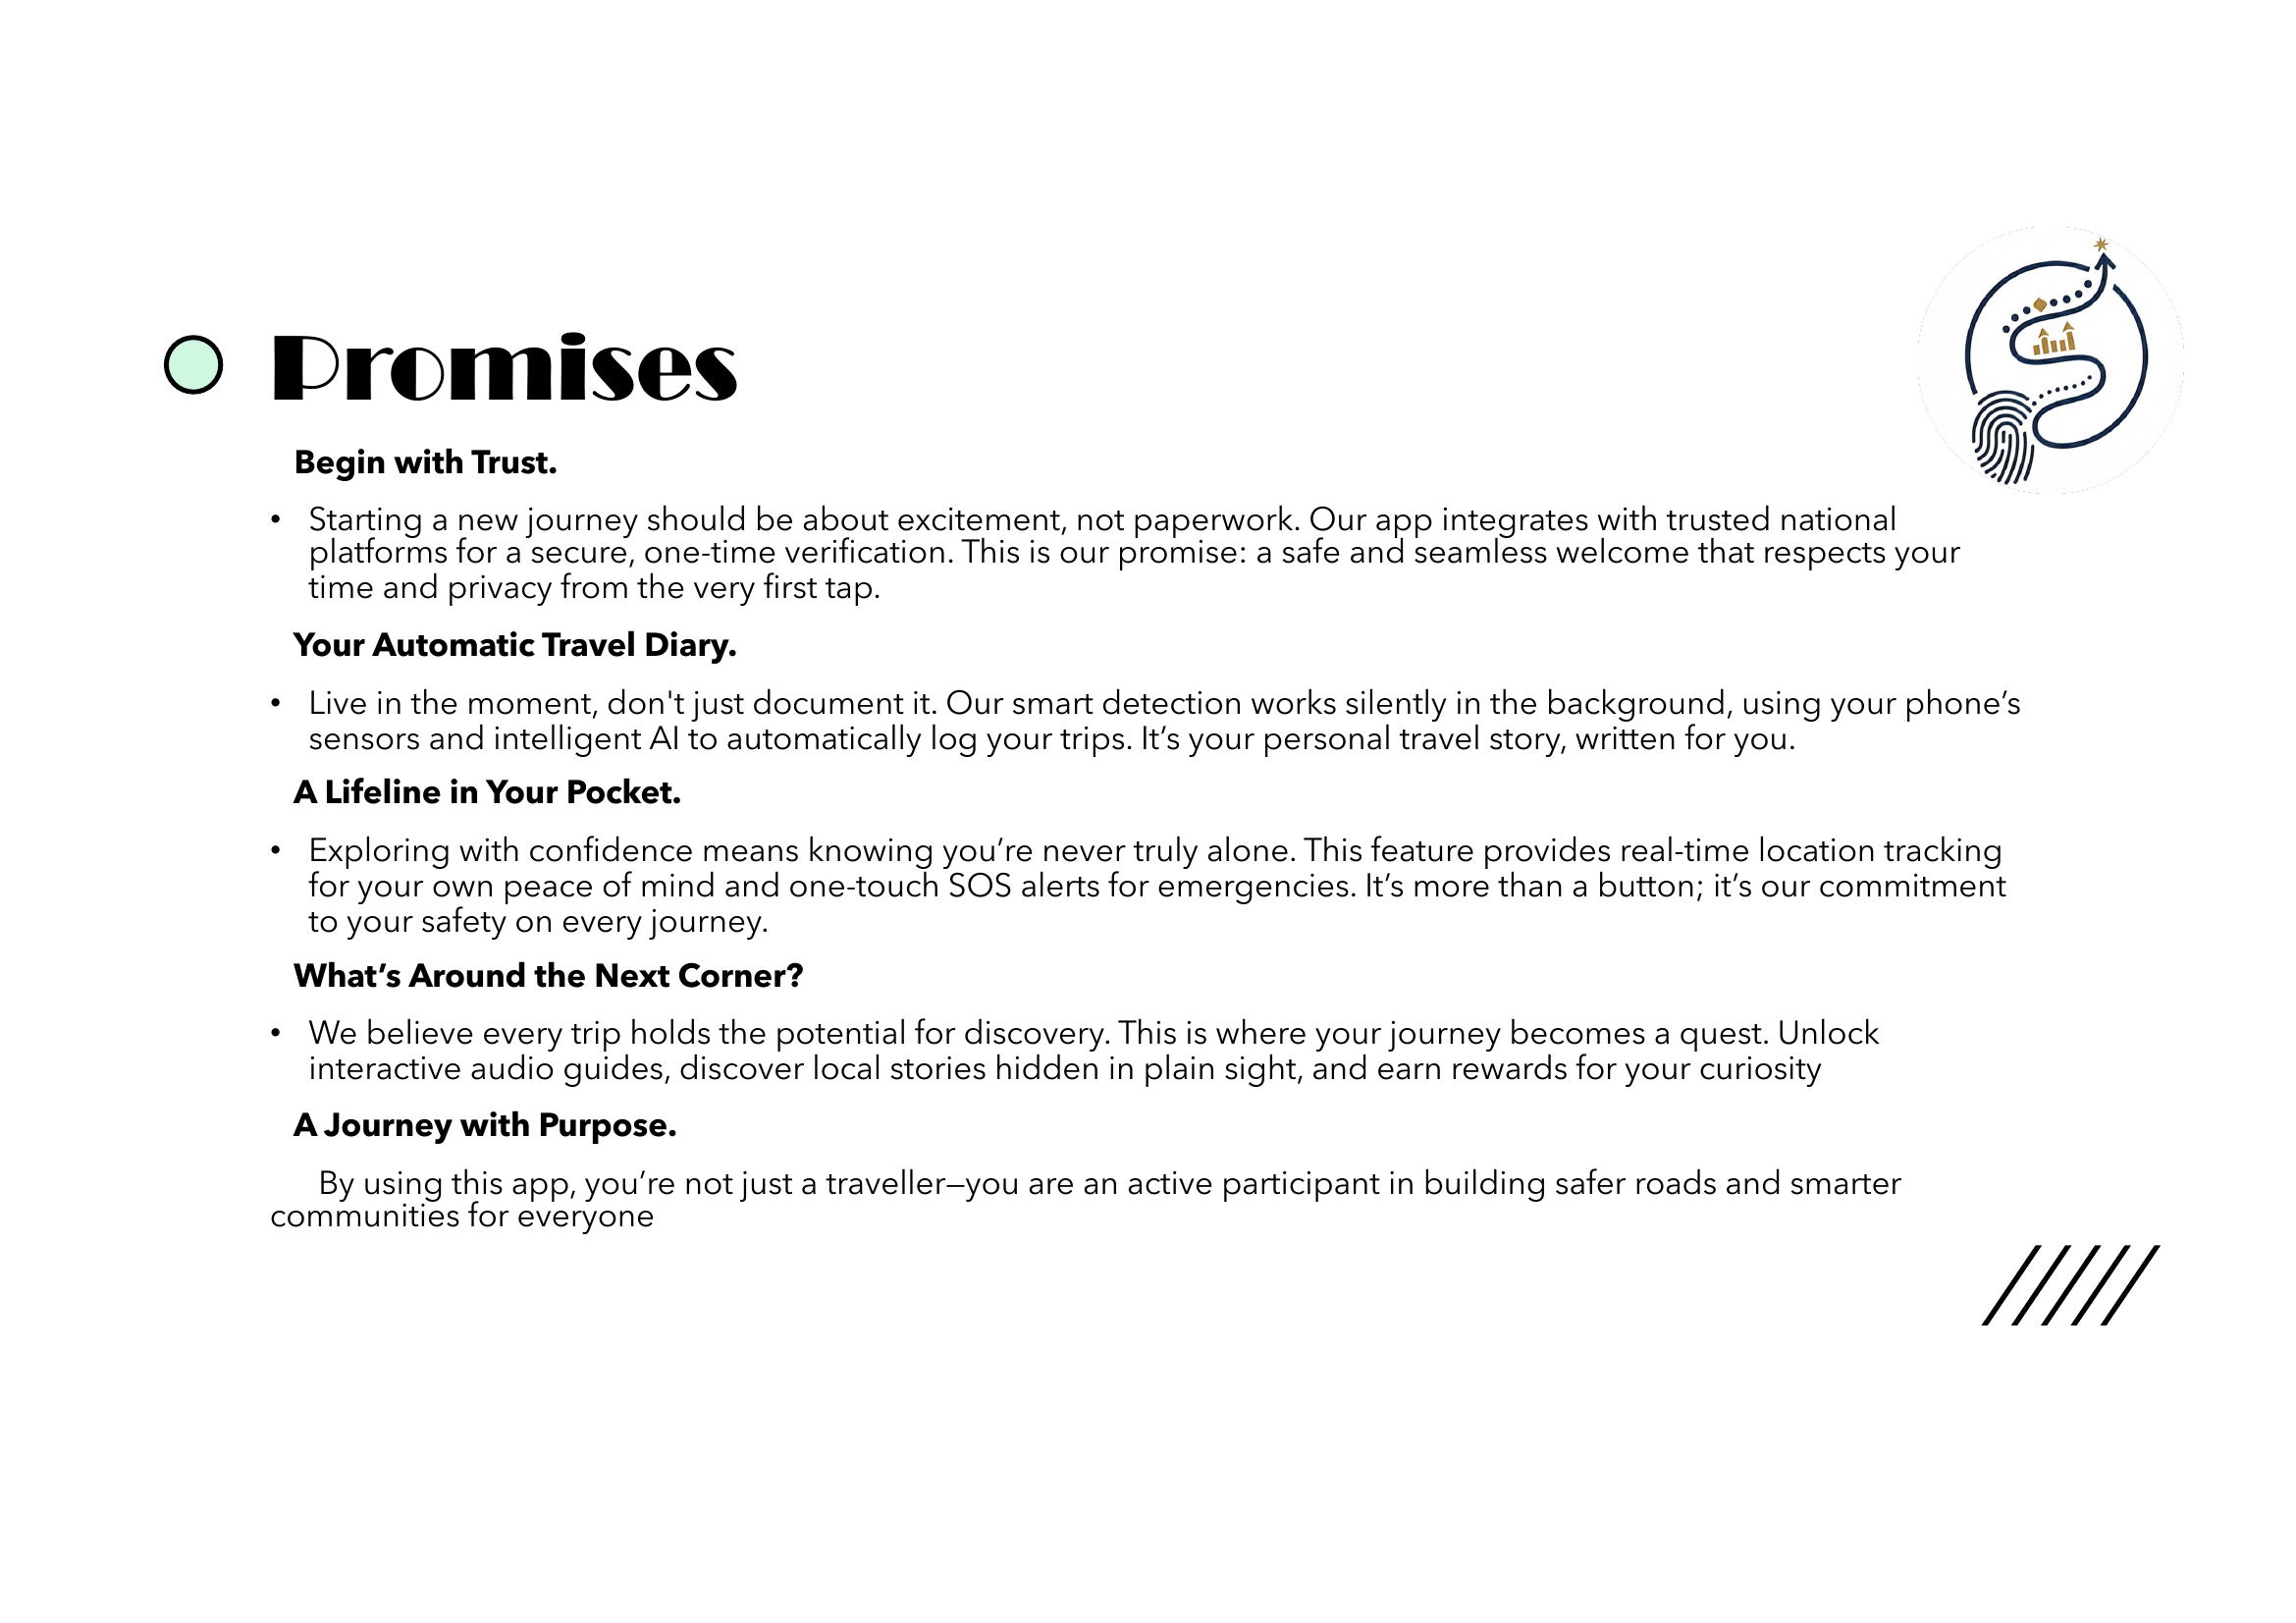 Promises
Begin with Trust.
• Starting a new journey should be about excitement, not paperwork. Our app integrates with trusted national
platforms for a secure, one-time verification. This is our promise: a safe and seamless welcome that respects your
time and privacy from the very first tap.
Your Automatic Travel Diary.
• Live in the moment, don't just document it. Our smart detection works silently in the background, using your phone’s
sensors and intelligent AI to automatically log your trips. It’s your personal travel story, written for you.
A Lifeline in Your Pocket.
• Exploring with confidence means knowing you’re never truly alone. This feature provides real-time location tracking
for your own peace of mind and one-touch SOS alerts for emergencies. It’s more than a button; it’s our commitment
to your safety on every journey.
What’s Around the Next Corner?
• We believe every trip holds the potential for discovery. This is where your journey becomes a quest. Unlock
interactive audio guides, discover local stories hidden in plain sight, and earn rewards for your curiosity
A Journey with Purpose.
By using this app, you’re not just a traveller—you are an active participant in building safer roads and smarter
communities for everyone